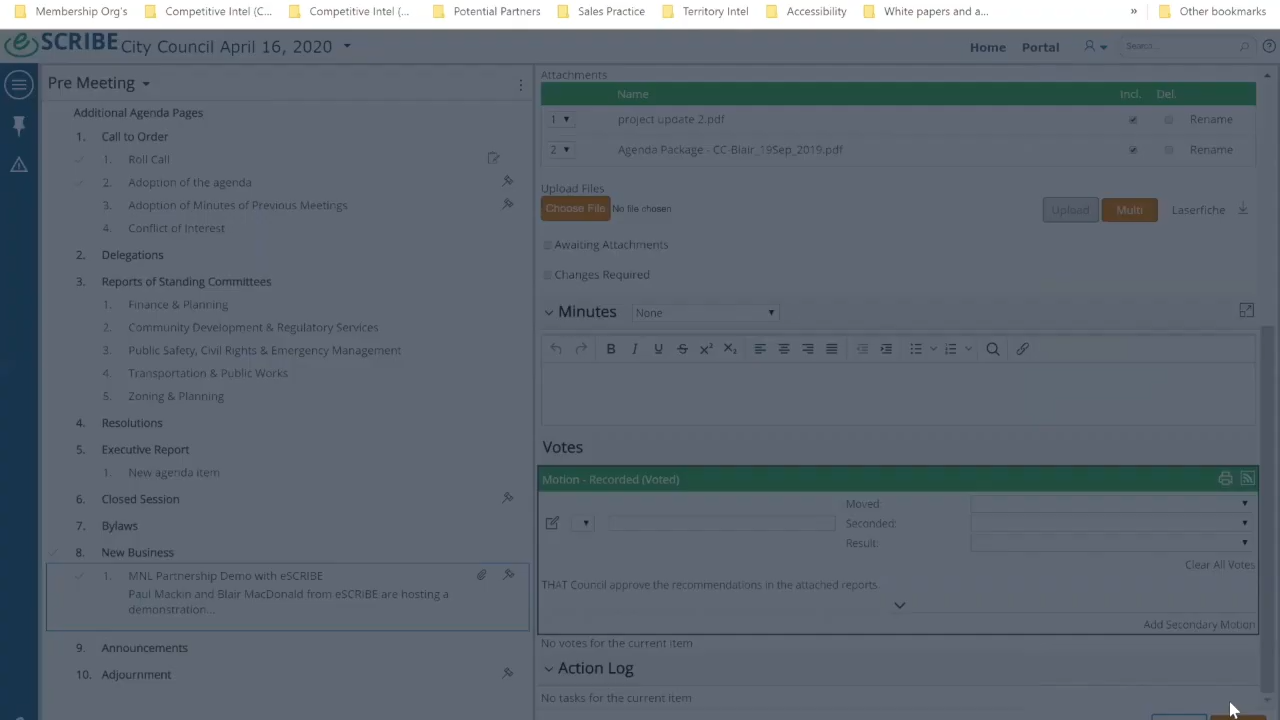 Membership Org's
Competitive Intel (C...
Competitive Intel (...
Potential Partners
Sales Practice
Territory Intel
Accessibility
White papers and a...
»
Other bookmarks
eSCRIBE City Council April 16, 2020
Home
Portal
Search...
Pre Meeting
Additional Agenda Pages
1. Call to Order
1. Roll Call
2. Adoption of the agenda
3. Adoption of Minutes of Previous Meetings
4. Conflict of Interest
2. Delegations
3. Reports of Standing Committees
1. Finance & Planning
2. Community Development & Regulatory Services
3. Public Safety, Civil Rights & Emergency Management
4. Transportation & Public Works
5. Zoning & Planning
4. Resolutions
5. Executive Report
1. New agenda item
6. Closed Session
7. Bylaws
8. New Business
1. MNL Partnership Demo with eSCRIBE
Paul Mackin and Blair MacDonald from eSCRIBE are hosting a
demonstration...
9. Announcements
10. Adjournment
Attachments
Name Incl. Del.
1 project update 2.pdf Rename
2 Agenda Package - CC-Blair_19Sep_2019.pdf Rename
Upload Files
Choose File No file chosen
Upload Multi Laserfiche
Awaiting Attachments
Changes Required
Minutes None
Votes
Motion - Recorded (Voted)
Moved:
Seconded:
Result:
Clear All Votes
THAT Council approve the recommendations in the attached reports.
Add Secondary Motion
No votes for the current item
Action Log
No tasks for the current item